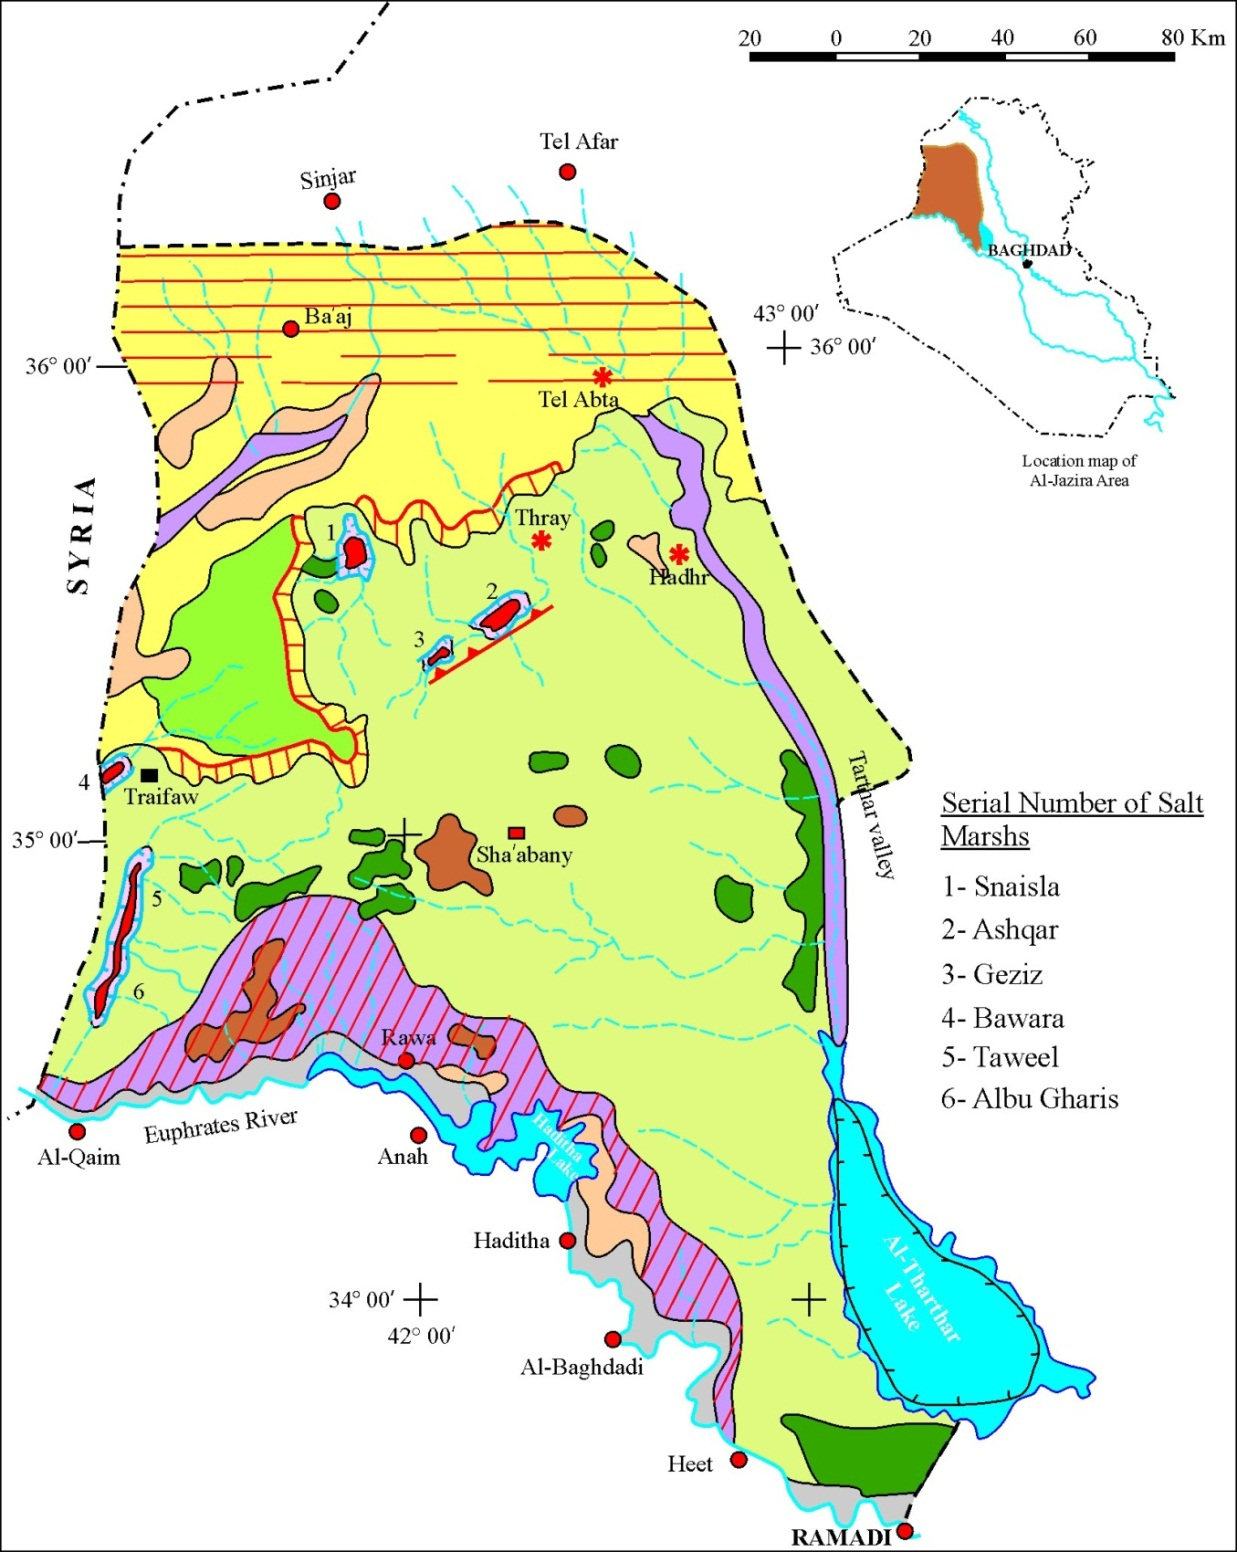 20 0 20 40 60 80 Km
Tel Afar
Sinjar
BAGHDAD
43° 00'
36° 00'
Ba'aj
36° 00'
Tel Abta
Location map of
Al-Jazira Area
SYRIA
Thray
1
Hadhr
2
3
4
Traifaw
Tarthar valley
Serial Number of Salt
Marshs
1- Snaisla
2- Ashqar
3- Geziz
4- Bawara
5- Taweel
6- Albu Gharis
35° 00'
Sha'abany
5
6
Rawa
Euphrates River
Al-Qaim
Anah
Haditha
Lake
Haditha
Al-Tharthar
Lake
34° 00'
42° 00'
Al-Baghdadi
Heet
RAMADI